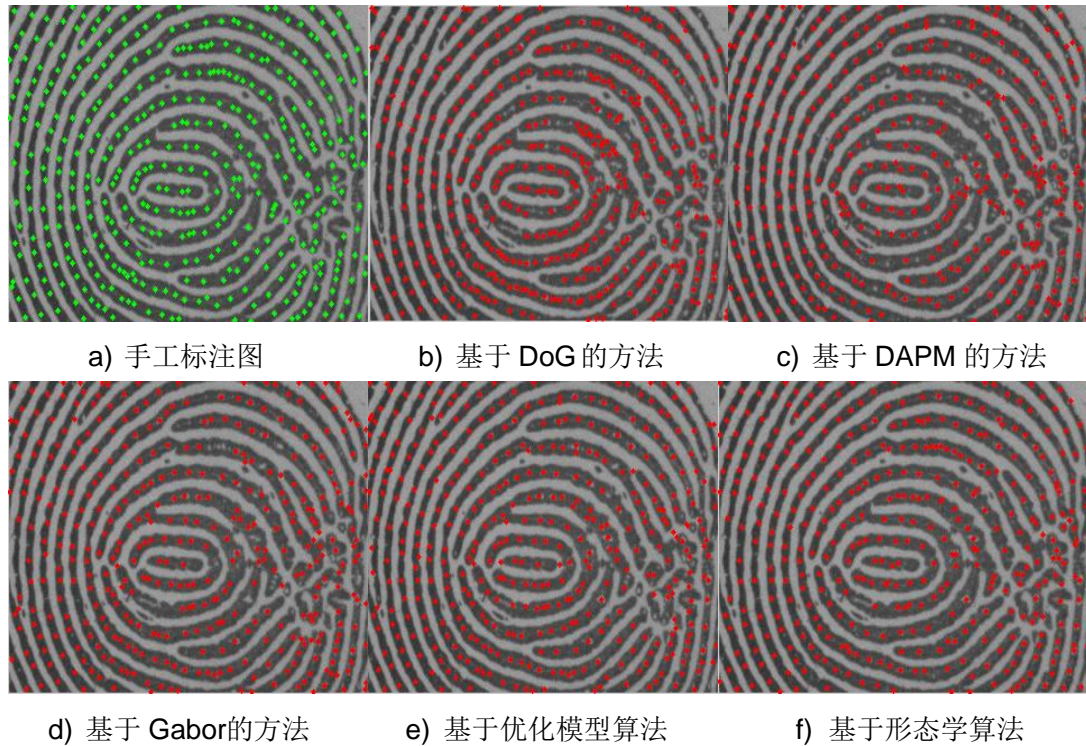 a) 手工标注图
b) 基于 DoG 的方法
c) 基于 DAPM 的方法
d) 基于 Gabor的方法
e) 基于优化模型算法
f) 基于形态学算法